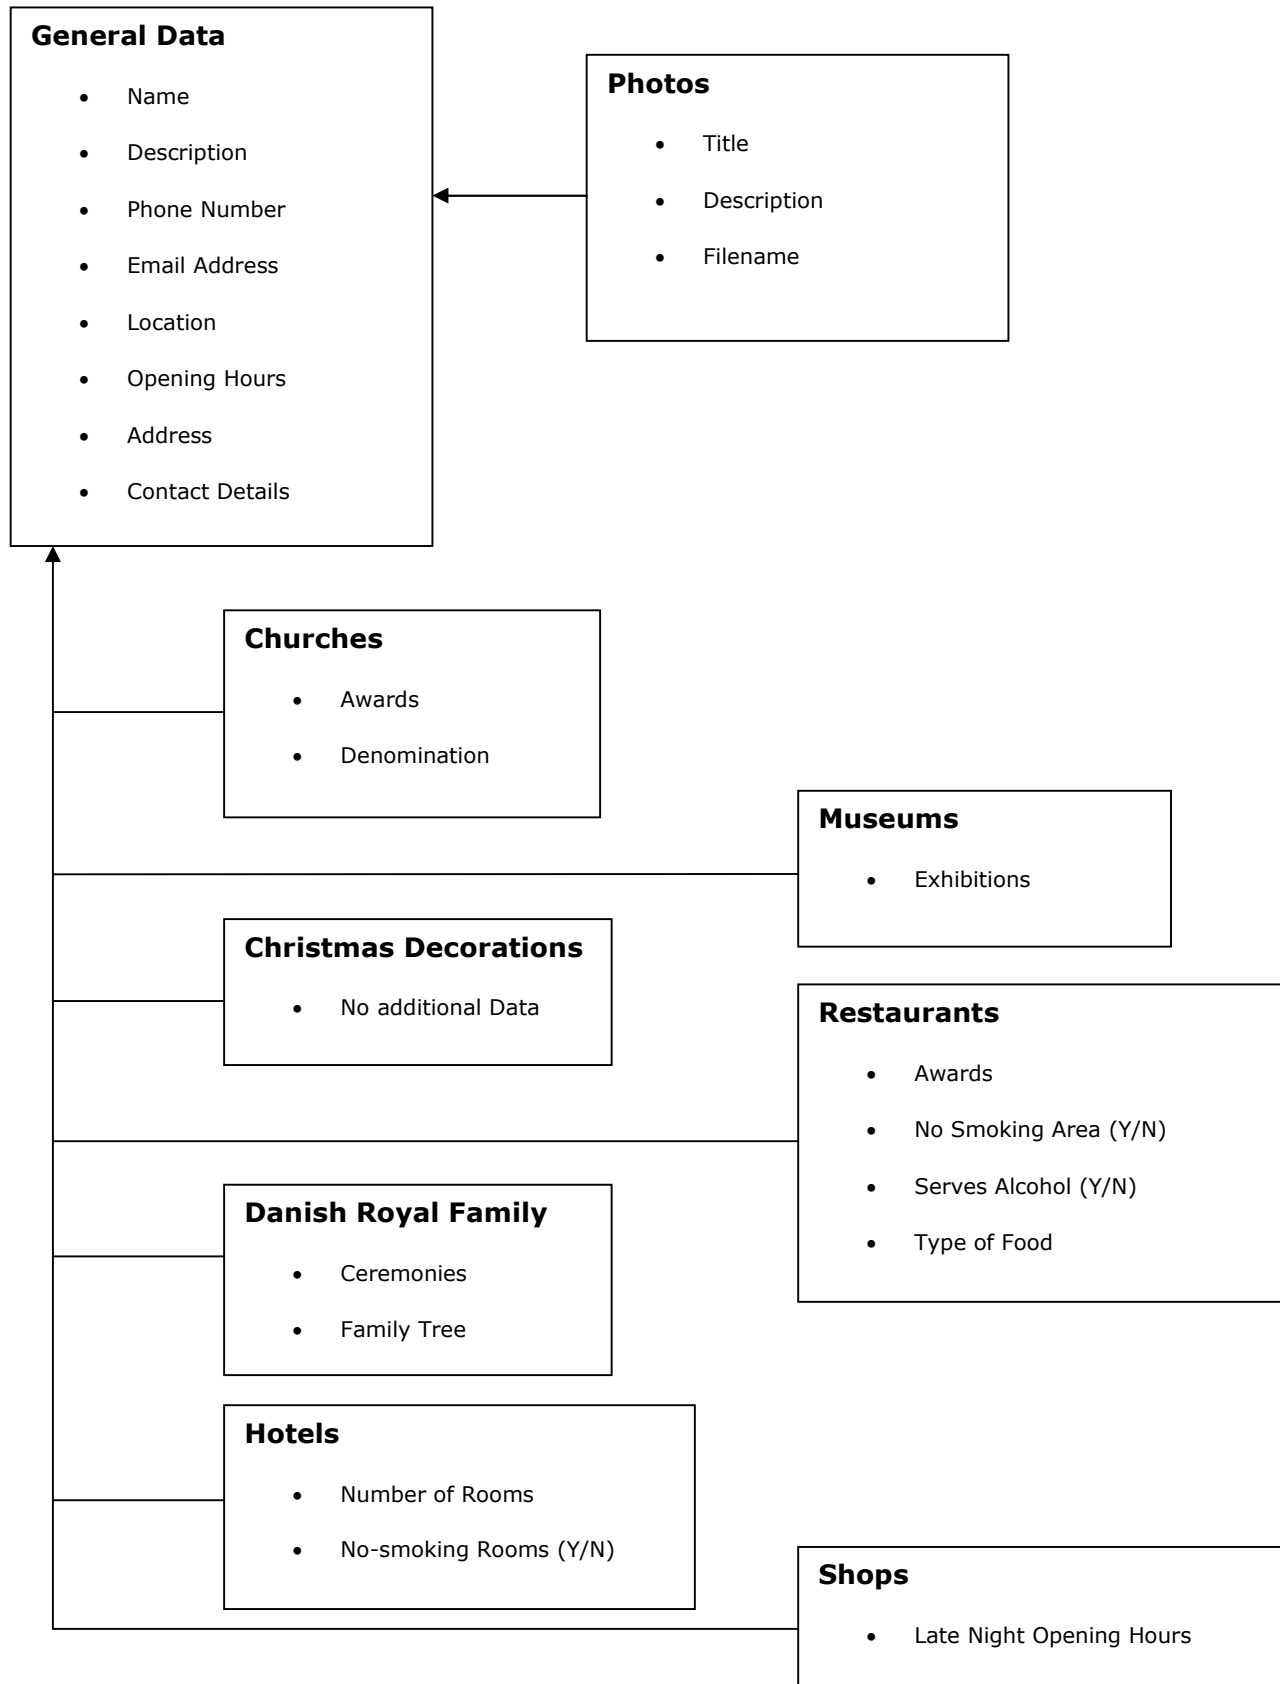 General Data
• Name
• Description
• Phone Number
• Email Address
• Location
• Opening Hours
• Address
• Contact Details
Photos
• Title
• Description
• Filename
Churches
• Awards
• Denomination
Museums
• Exhibitions
Christmas Decorations
• No additional Data
Restaurants
• Awards
• No Smoking Area (Y/N)
• Serves Alcohol (Y/N)
• Type of Food
Danish Royal Family
• Ceremonies
• Family Tree
Hotels
• Number of Rooms
• No-smoking Rooms (Y/N)
Shops
• Late Night Opening Hours